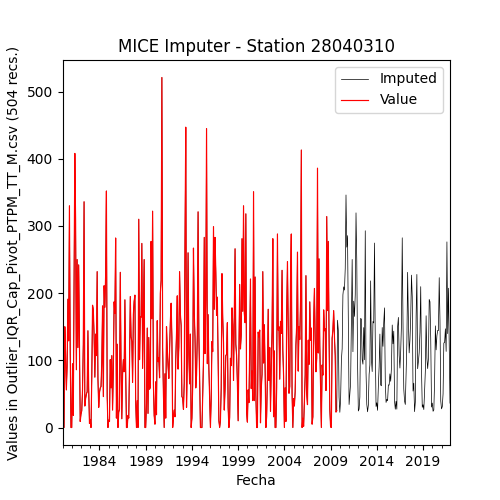 MICE Imputer - Station 28040310
Imputed
Value
Values in Outlier_IQR_Cap_Pivot_PTPM_TT_M.csv (504 recs.)
500
400
300
200
100
0
1984 1989 1994 1999 2004 2009 2014 2019
Fecha